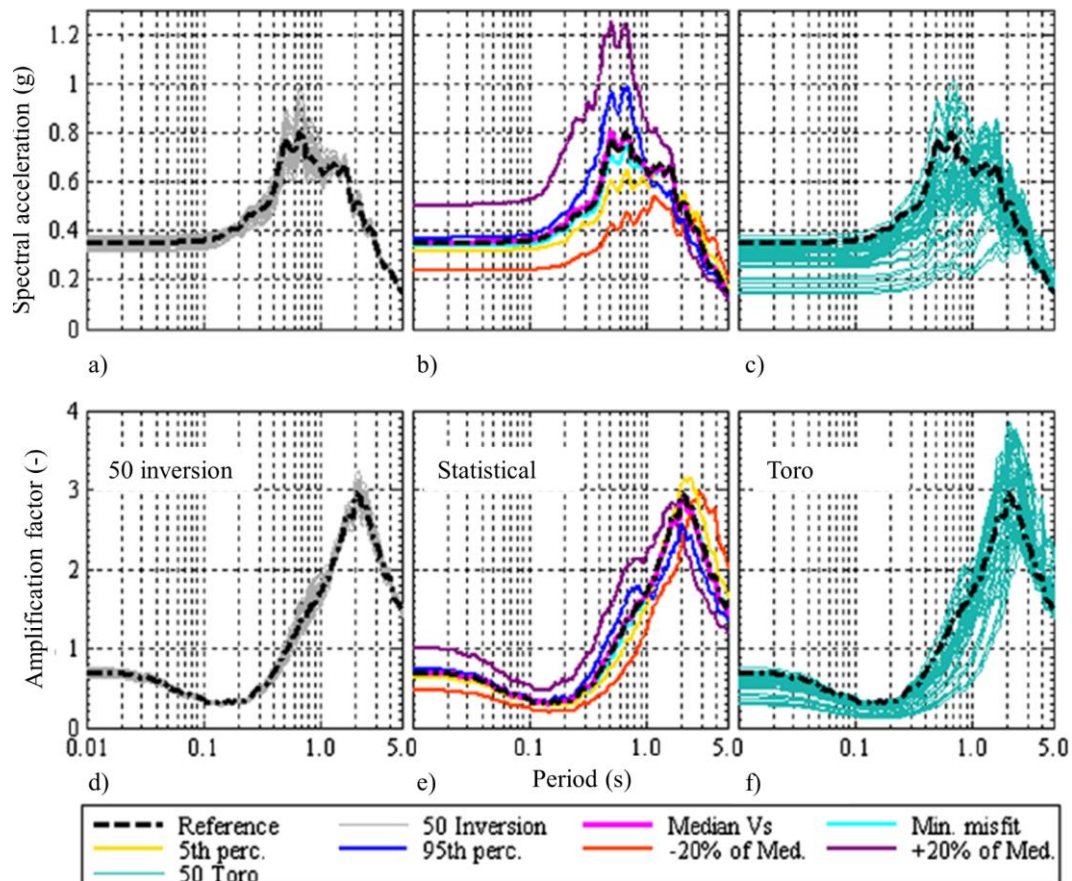 Spectral acceleration (g)
1.2
1
0.8
0.6
0.4
0.2
0
a)
b)
c)
Amplification factor (-)
4
3
2
1
0
50 inversion
Statistical
Toro
0.01 0.1 1.0 5.0 0.1 1.0 5.0 0.1 1.0 5.0
d)
e)
Period (s)
f)
Reference 50 Inversion Median Vs Min. misfit
5th perc. 95th perc. -20% of Med. +20% of Med.
50 Toro